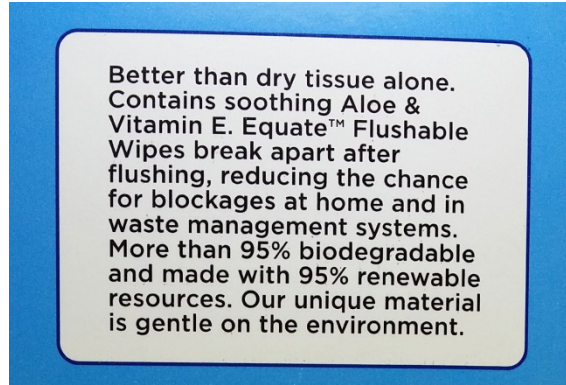 Better than dry tissue alone.
Contains soothing Aloe &
Vitamin E. Equate™ Flushable
Wipes break apart after
flushing, reducing the chance
for blockages at home and in
waste management systems.
More than 95% biodegradable
and made with 95% renewable
resources. Our unique material
is gentle on the environment.